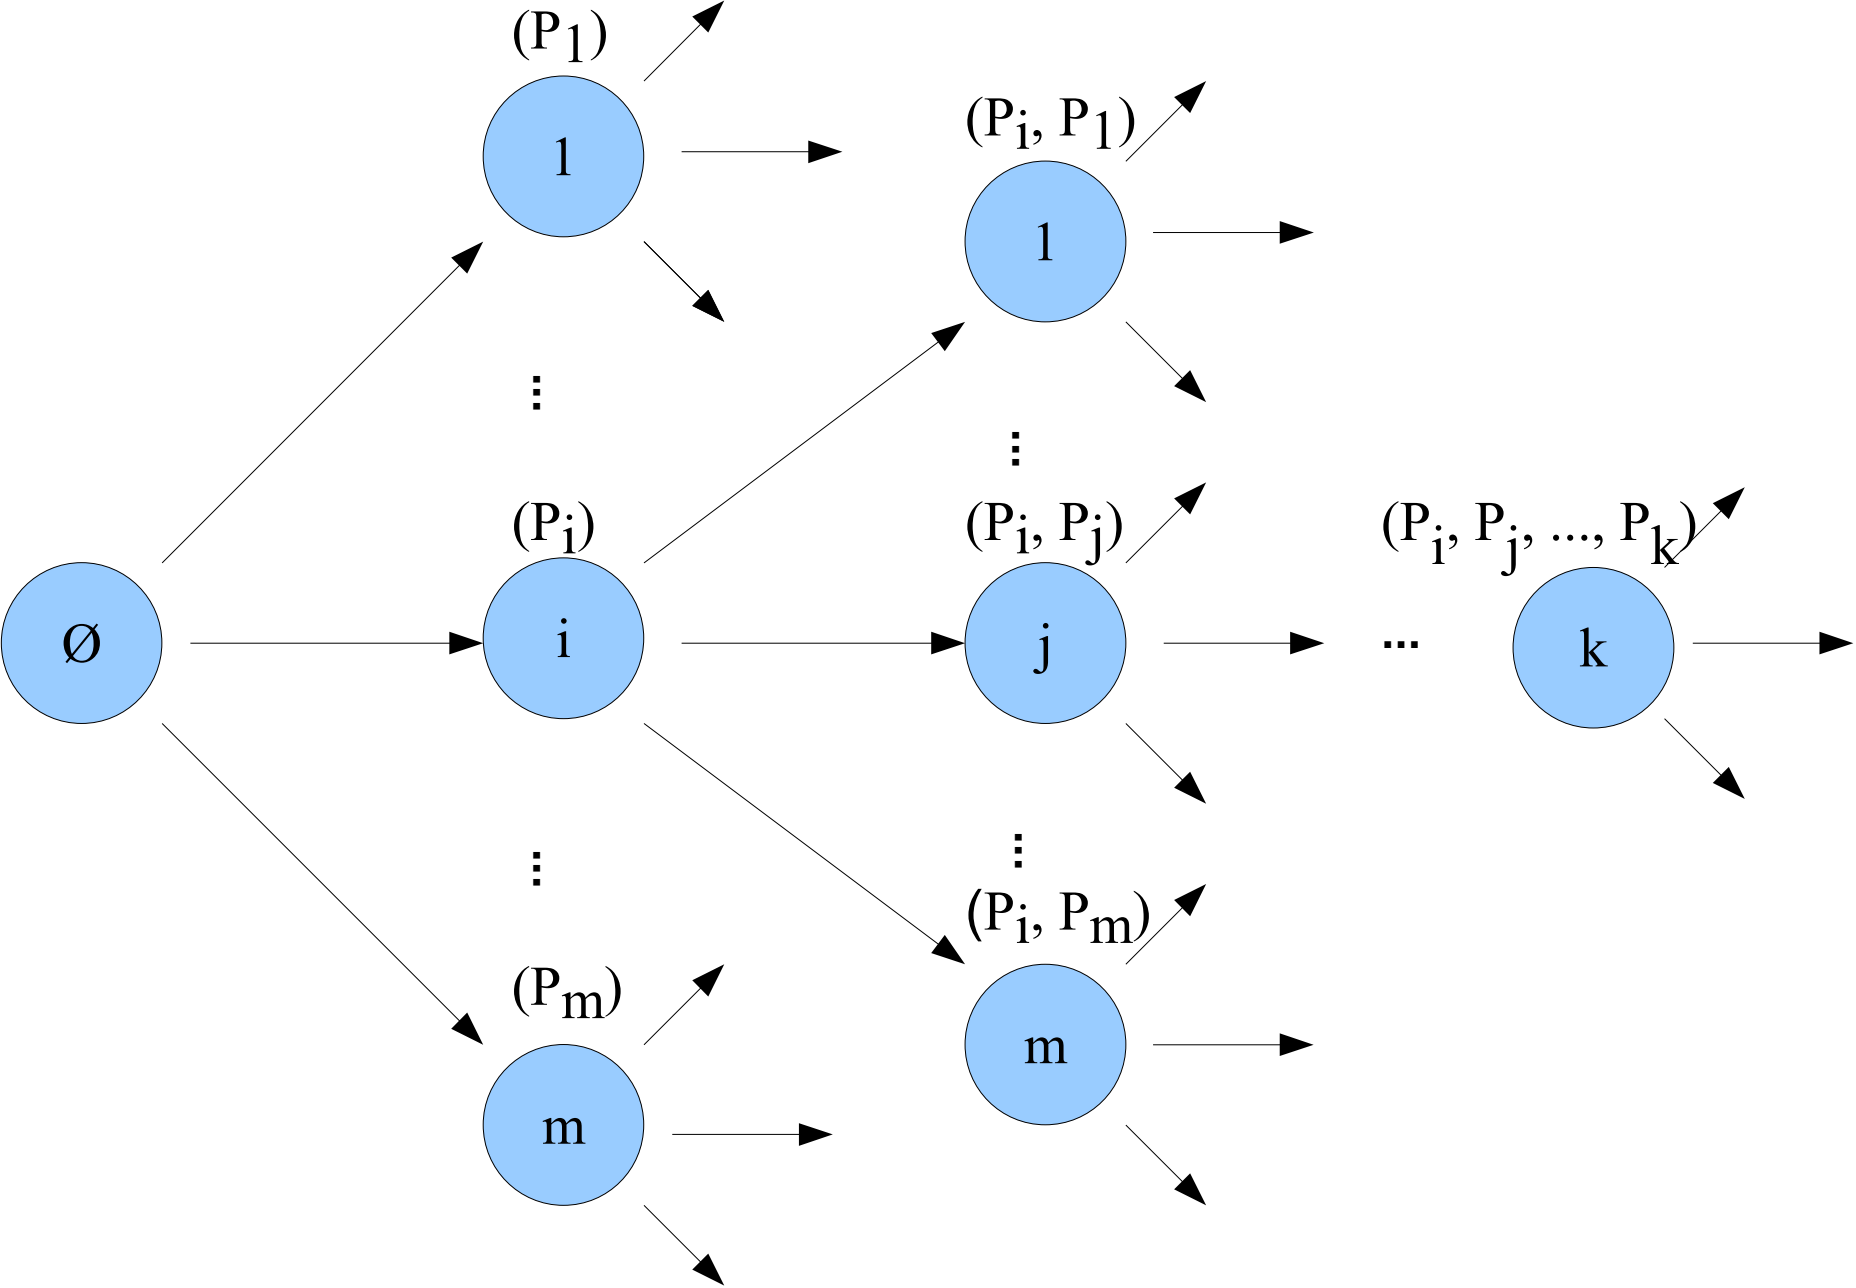 (P1)
1
(Pi, P1)
1
...
...
(Pi)
i
(Pi, Pj)
j
(Pi, Pj, ..., Pk)
k
Ø
...
...
...
(Pi, Pm)
m
(Pm)
m